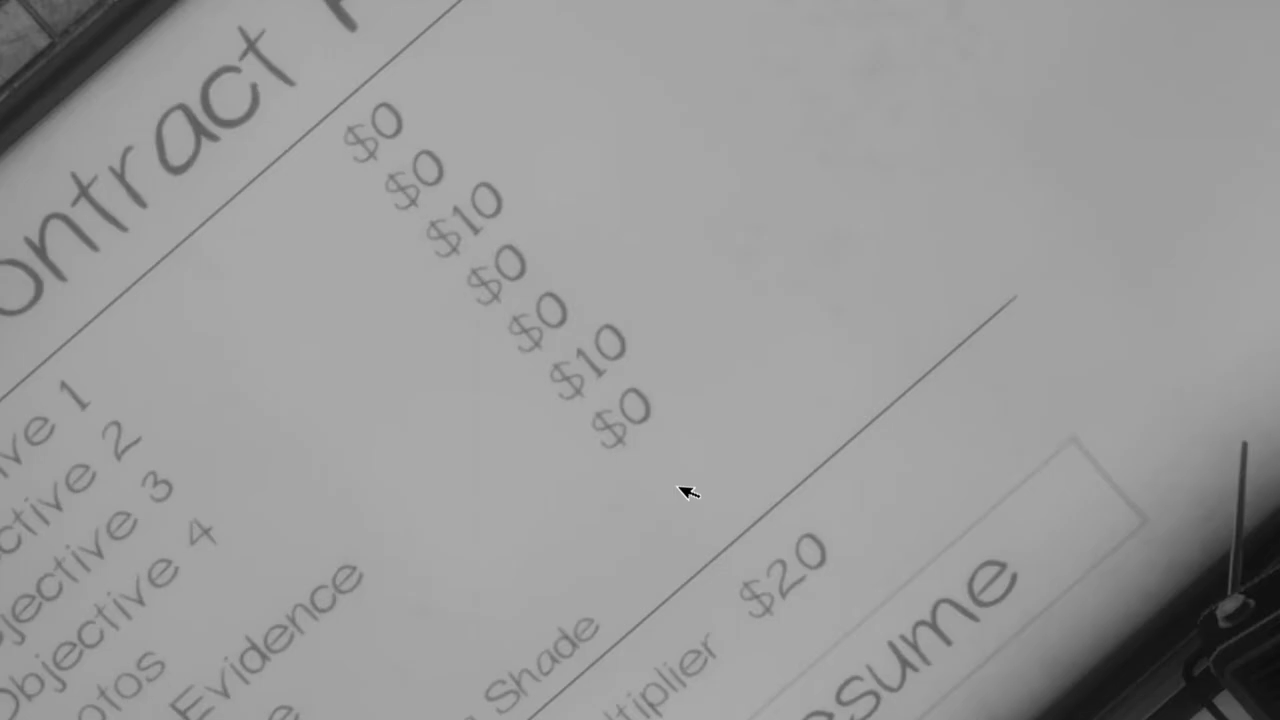 ontract
ive 1 $0
ctive 2 $0
jective 3 $10
Objective 4 $0
otos $0
Evidence $10
Shade $0
ltiplier $20
esume